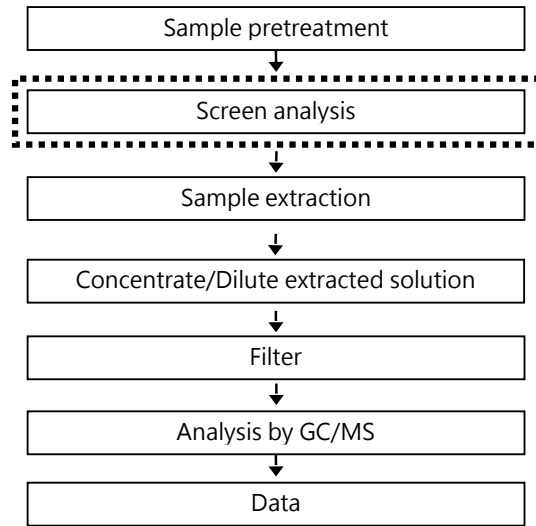 Sample pretreatment
Screen analysis
Sample extraction
Concentrate/Dilute extracted solution
Filter
Analysis by GC/MS
Data